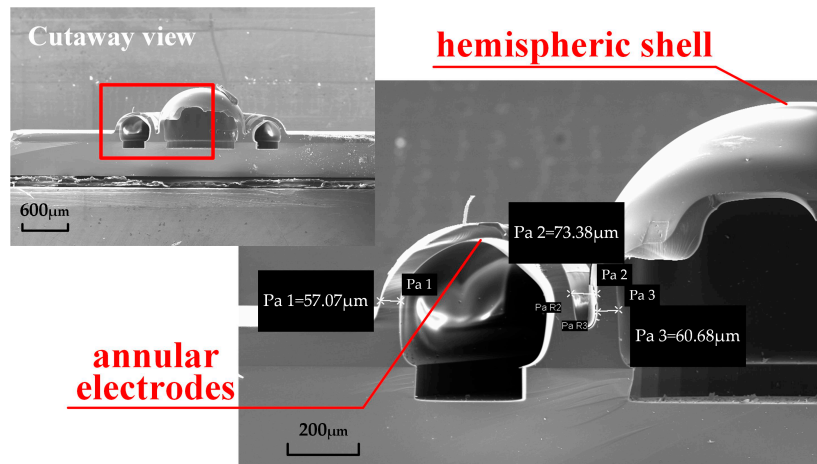 Cutaway view
hemispheric shell
600μm
Pa 2=73.38μm
Pa 1=57.07μm
Pa 1
Pa 2
Pa 3
Pa R2
Pa R3
Pa 3=60.68μm
annular
electrodes
200μm